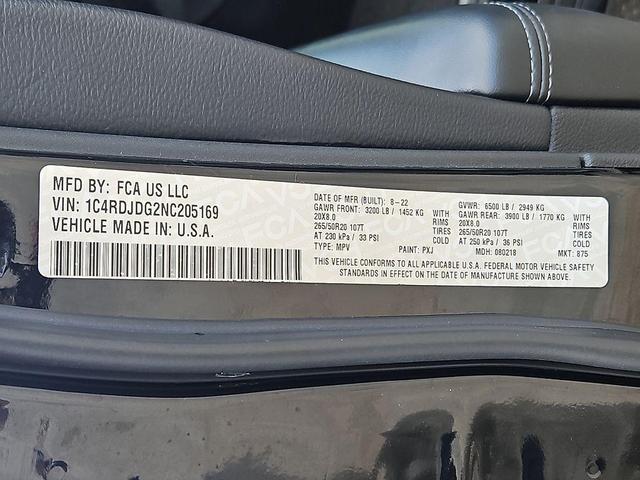 MFD BY: FCA US LLC
VIN: 1C4RDJDG2NC205169
VEHICLE MADE IN: U.S.A.
DATE OF MFR (BUILT): 8-22
GVWR: 6500 LB / 2949 KG
GAWR FRONT: 3200 LB / 1452 KG WITH GAWR REAR: 3900 LB / 1770 KG WITH
20X8.0 RIMS 20X8.0 RIMS
265/50R20 107T TIRES 265/50R20 107T TIRES
AT 230 kPa / 33 PSI COLD AT 250 kPa / 36 PSI COLD
TYPE: MPV PAINT: PXJ MDH: 080218 MKT: 875
THIS VEHICLE CONFORMS TO ALL APPLICABLE U.S.A. FEDERAL MOTOR VEHICLE SAFETY
STANDARDS IN EFFECT ON THE DATE OF MANUFACTURE SHOWN ABOVE.